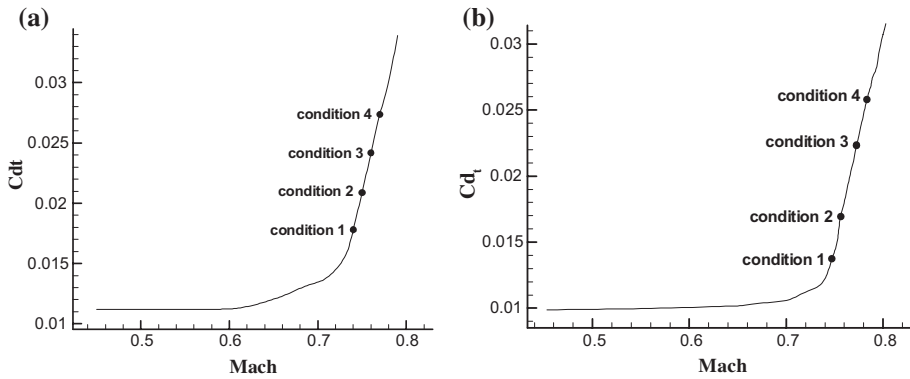 (a)
Cdt
0.03
0.025
0.02
0.015
0.01
condition 4
condition 3
condition 2
condition 1
0.5 0.6 0.7 0.8
Mach
(b)
Cd_t
0.03
0.025
0.02
0.015
0.01
condition 4
condition 3
condition 2
condition 1
0.5 0.6 0.7 0.8
Mach